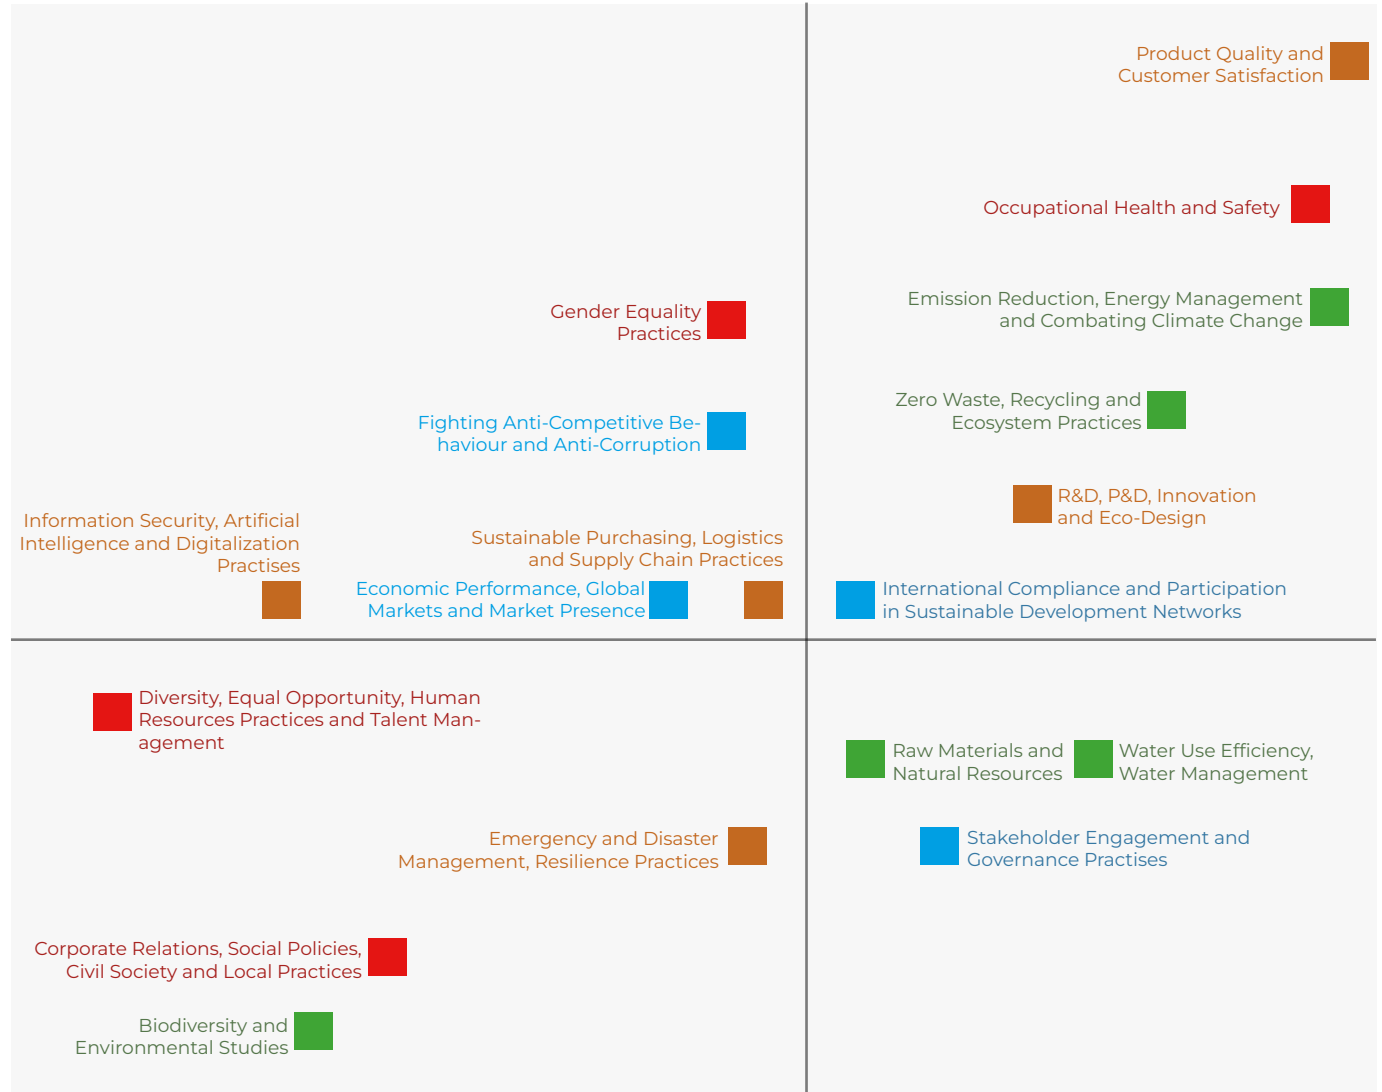 Product Quality and
Customer Satisfaction
Occupational Health and Safety
Gender Equality
Practices
Emission Reduction, Energy Management
and Combating Climate Change
Fighting Anti-Competitive Be-
haviour and Anti-Corruption
Zero Waste, Recycling and
Ecosystem Practices
R&D, P&D, Innovation
and Eco-Design
Information Security, Artificial
Intelligence and Digitalization
Practises
Sustainable Purchasing, Logistics
and Supply Chain Practices
Economic Performance, Global
Markets and Market Presence
International Compliance and Participation
in Sustainable Development Networks
Diversity, Equal Opportunity, Human
Resources Practices and Talent Man-
agement
Raw Materials and
Natural Resources
Water Use Efficiency,
Water Management
Emergency and Disaster
Management, Resilience Practices
Stakeholder Engagement and
Governance Practises
Corporate Relations, Social Policies,
Civil Society and Local Practices
Biodiversity and
Environmental Studies